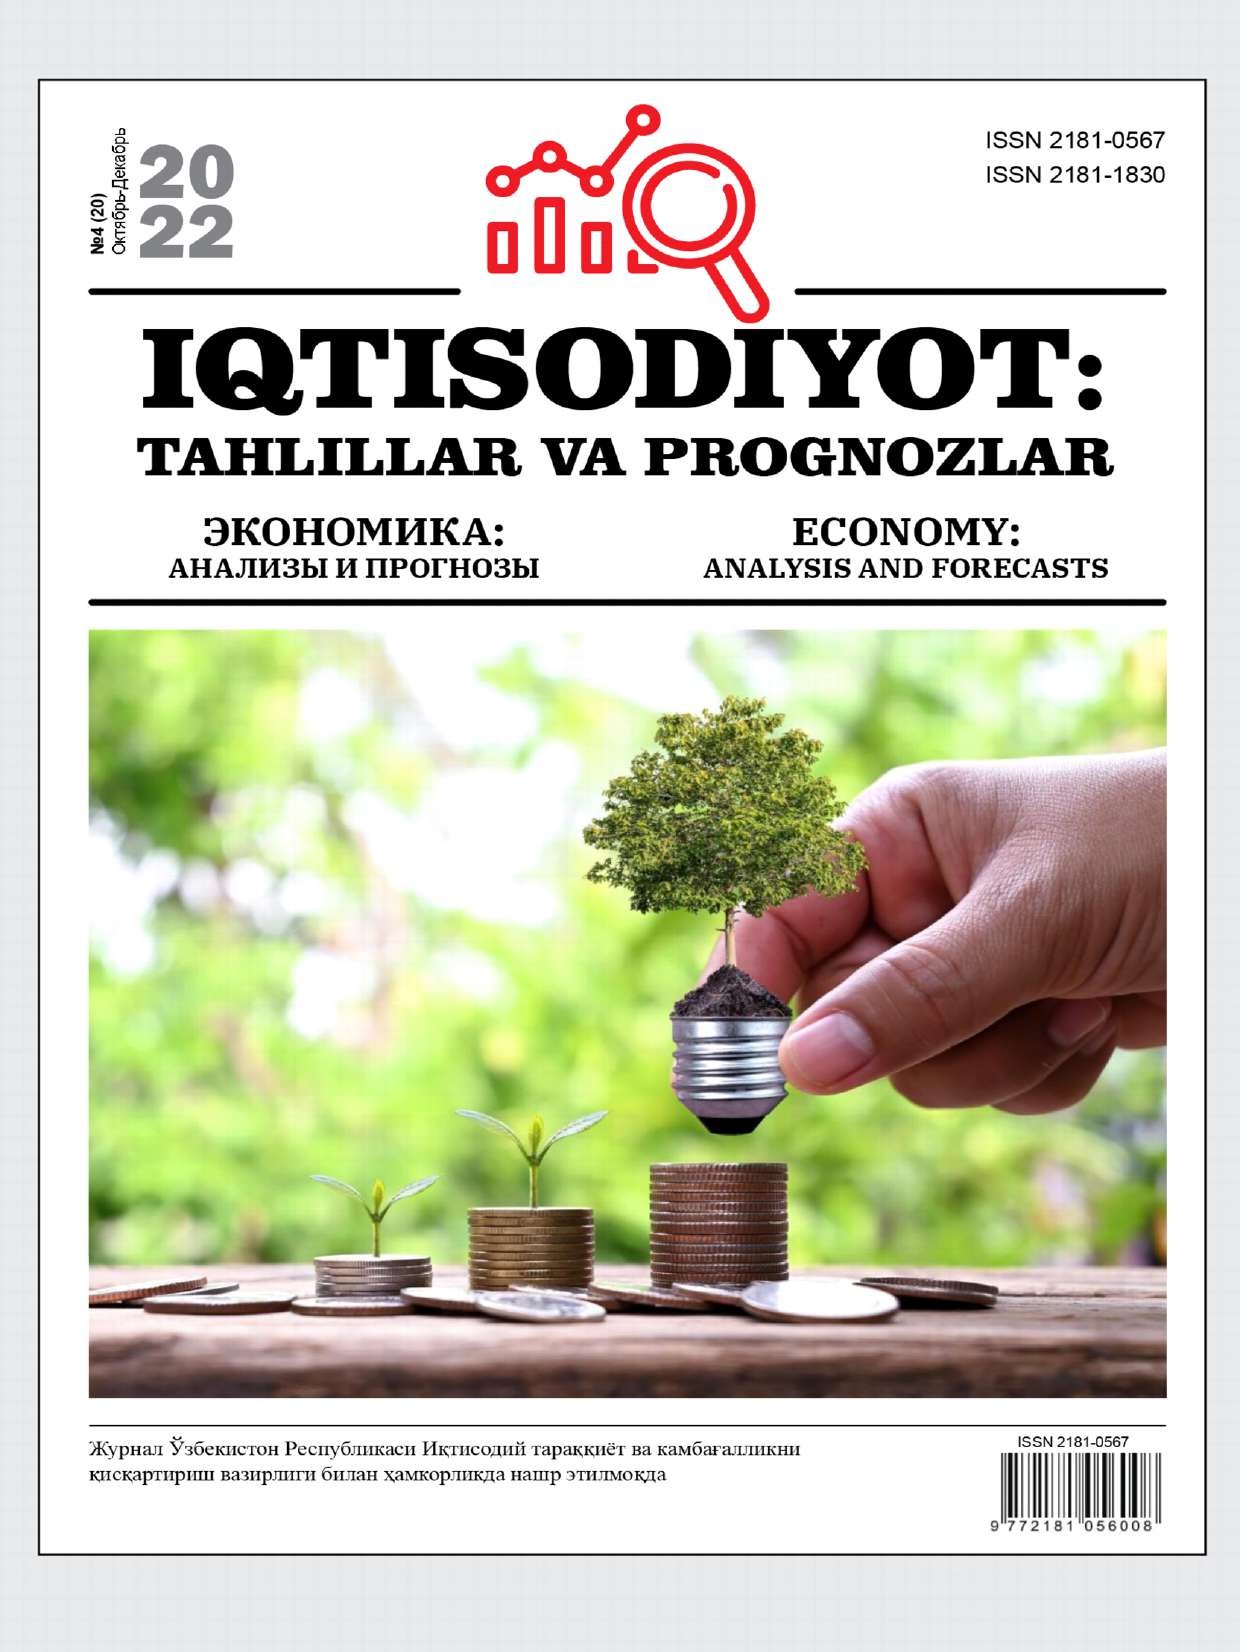 №4 (20)
Октябрь-Декабрь
20
22
ISSN 2181-0567
ISSN 2181-1830
IQTISODIYOT:
TAHLILLAR VA PROGNOZLAR
ЭКОНОМИКА:
АНАЛИЗЫ И ПРОГНОЗЫ
ECONOMY:
ANALYSIS AND FORECASTS
Журнал Ўзбекистон Республикаси Иқтисодий тараққиёт ва камбағалликни
қисқартириш вазирлиги билан ҳамкорликда нашр этилмоқда
ISSN 2181-0567
9 772181 056008